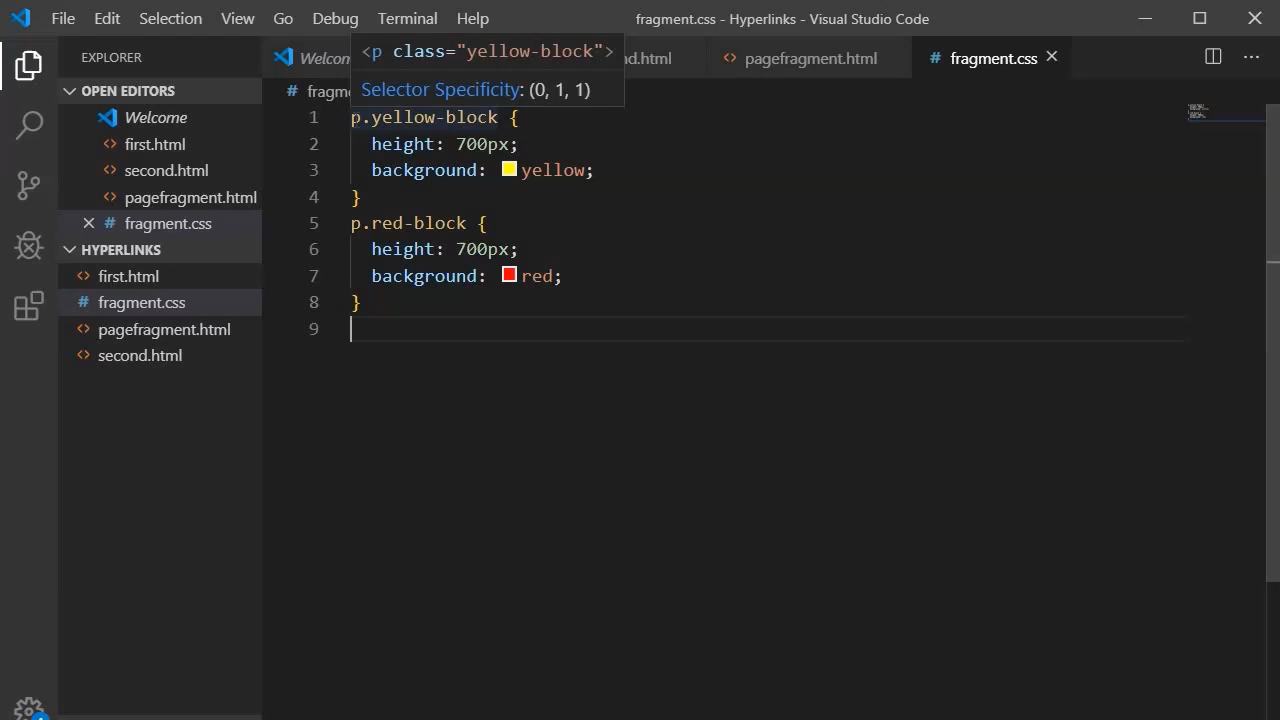 File Edit Selection View Go Debug Terminal Help
fragment.css - Hyperlinks - Visual Studio Code
EXPLORER
OPEN EDITORS
Welcome
first.html
second.html
pagefragment.html
fragment.css
HYPERLINKS
first.html
fragment.css
pagefragment.html
second.html
pagefragment.html
fragment.css
<p class="yellow-block">
Selector Specificity: (0, 1, 1)
1 p.yellow-block {
2 height: 700px;
3 background: yellow;
4 }
5 p.red-block {
6 height: 700px;
7 background: red;
8 }
9